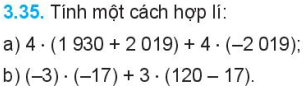 3.35. Tính một cách hợp lí:
a) 4 · (1 930 + 2 019) + 4 · (–2 019);
b) (–3) · (–17) + 3 · (120 – 17).